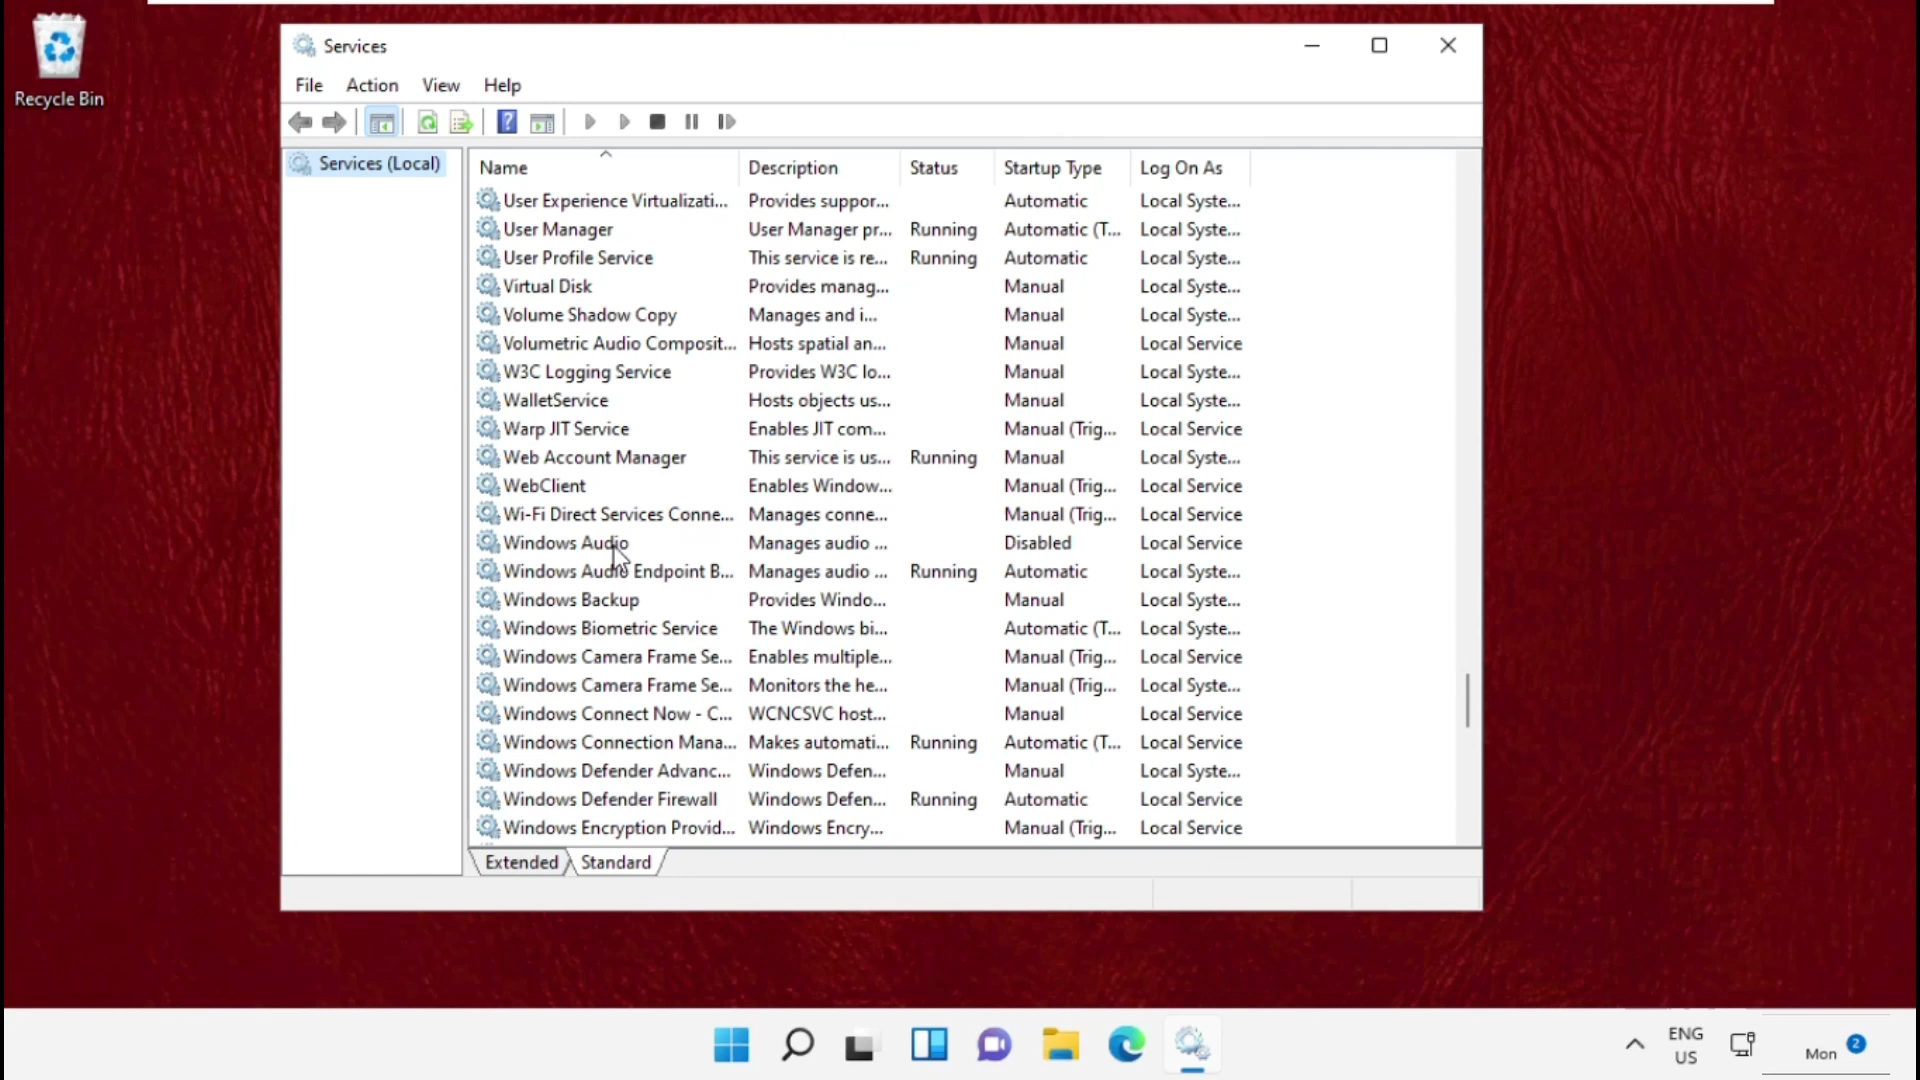 Recycle Bin
Services
File Action View Help
Services (Local)
Name Description Status Startup Type Log On As
User Experience Virtualizati... Provides suppor... Automatic Local Syste...
User Manager User Manager pr... Running Automatic (T... Local Syste...
User Profile Service This service is re... Running Automatic Local Syste...
Virtual Disk Provides manag... Manual Local Syste...
Volume Shadow Copy Manages and i... Manual Local Syste...
Volumetric Audio Composit... Hosts spatial an... Manual Local Service
W3C Logging Service Provides W3C lo... Manual Local Syste...
WalletService Hosts objects us... Manual Local Syste...
Warp JIT Service Enables JIT com... Manual (Trig... Local Service
Web Account Manager This service is us... Running Manual Local Syste...
WebClient Enables Window... Manual (Trig... Local Service
Wi-Fi Direct Services Conne... Manages conne... Manual (Trig... Local Service
Windows Audio Manages audio ... Disabled Local Service
Windows Audio Endpoint B... Manages audio ... Running Automatic Local Syste...
Windows Backup Provides Windo... Manual Local Syste...
Windows Biometric Service The Windows bi... Automatic (T... Local Syste...
Windows Camera Frame Se... Enables multiple... Manual (Trig... Local Service
Windows Camera Frame Se... Monitors the he... Manual (Trig... Local Syste...
Windows Connect Now - C... WCNCSVC host... Manual Local Service
Windows Connection Mana... Makes automati... Running Automatic (T... Local Service
Windows Defender Advanc... Windows Defen... Manual Local Syste...
Windows Defender Firewall Windows Defen... Running Automatic Local Service
Windows Encryption Provid... Windows Encry... Manual (Trig... Local Service
Extended Standard
ENG
US
Mon 2